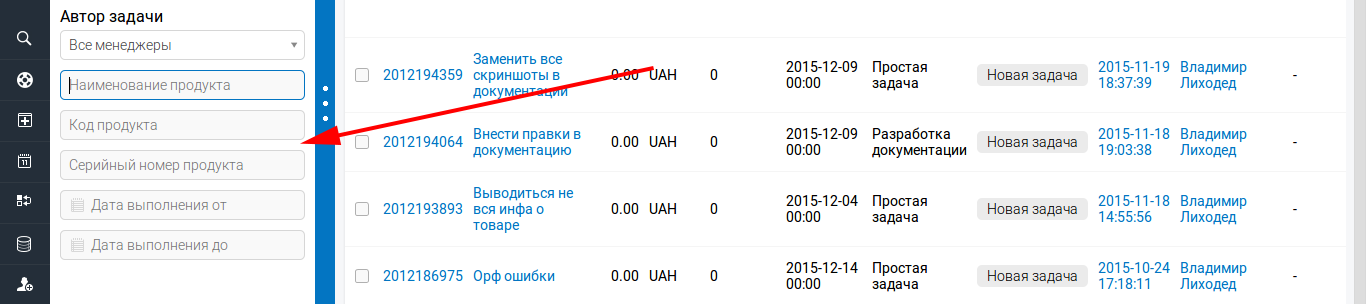 Автор задачи
Все менеджеры
Наименование продукта
Код продукта
Серийный номер продукта
Дата выполнения от
Дата выполнения до
11
2012194359
Заменить все
скриншоты в
документации
0.00 UAH
0
2015-12-09
00:00
Простая
задача
Новая задача
2015-11-19
18:37:39
Владимир
Лиходед
-
2012194064
Внести правки в
документацию
0.00 UAH
0
2015-12-09
00:00
Разработка
документации
Новая задача
2015-11-18
19:03:38
Владимир
Лиходед
-
2012193893
Выводиться не
вся инфа о
товаре
0.00 UAH
0
2015-12-04
00:00
Простая
задача
Новая задача
2015-11-18
14:55:56
Владимир
Лиходед
-
2012186975
Орф ошибки
0.00 UAH
0
2015-12-14
00:00
Простая
задача
Новая задача
2015-10-24
17:18:11
Владимир
Лиходед
-